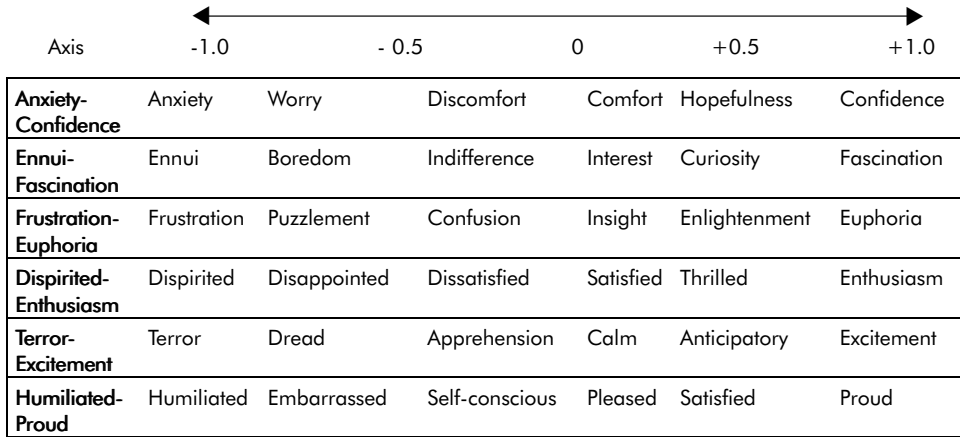 Axis -1.0 - 0.5 0 +0.5 +1.0
Anxiety- Anxiety Worry Discomfort Comfort Hopefulness Confidence
Confidence
Ennui- Ennui Boredom Indifference Interest Curiosity Fascination
Fascination
Frustration- Frustration Puzzlement Confusion Insight Enlightenment Euphoria
Euphoria
Dispirited- Dispirited Disappointed Dissatisfied Satisfied Thrilled Enthusiasm
Enthusiasm
Terror- Terror Dread Apprehension Calm Anticipatory Excitement
Excitement
Humiliated- Humiliated Embarrassed Self-conscious Pleased Satisfied Proud
Proud